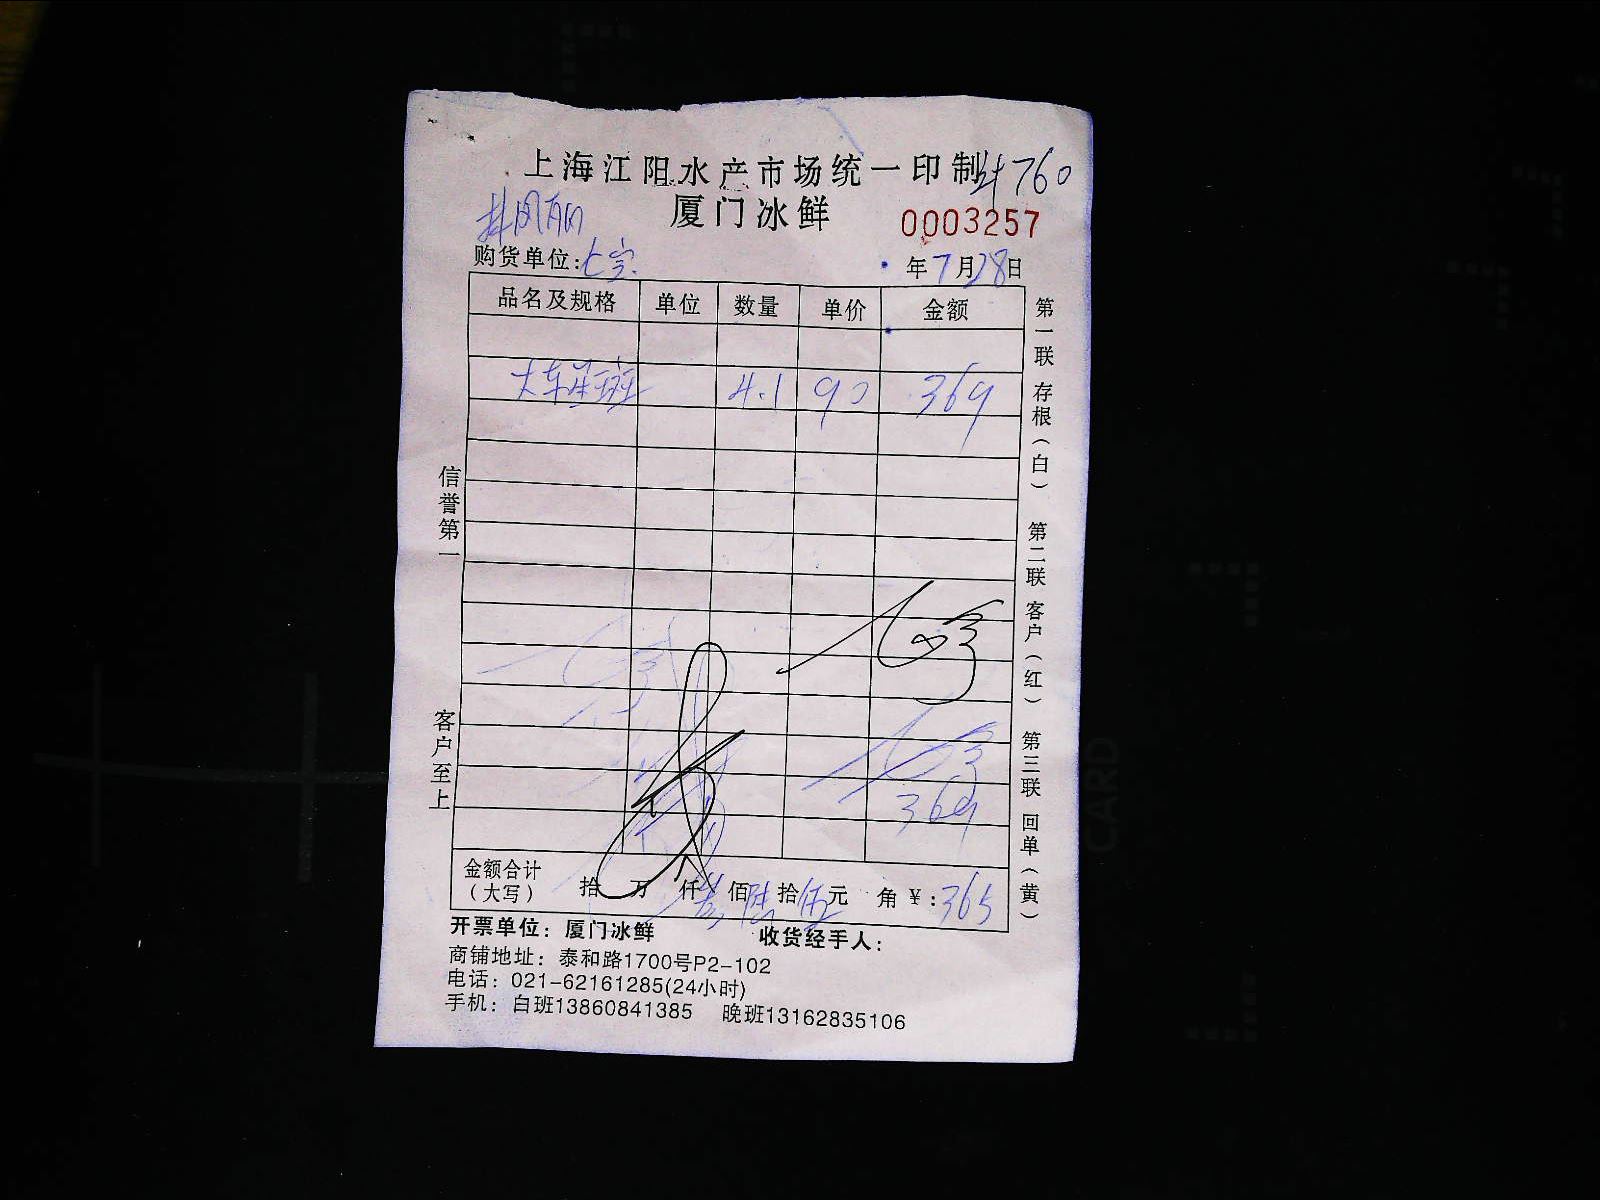 上海江阳水产市场统一印制
760
厦门冰鲜
0003257
购货单位:
年7月28日
品名及规格 单位 数量 单价 金额
4.1 90 369
369
金额合计
(大写)
拾 万 仟 叁 佰 陆 拾 伍 元 角 ¥:365
开票单位:厦门冰鲜 收货经手人:
商铺地址:泰和路1700号P2-102
电话:021-62161285(24小时)
手机:白班13860841385 晚班13162835106
信誉第一
客户至上
第一联 存根(白)
第二联 客户(红)
第三联 回单(黄)
CARD